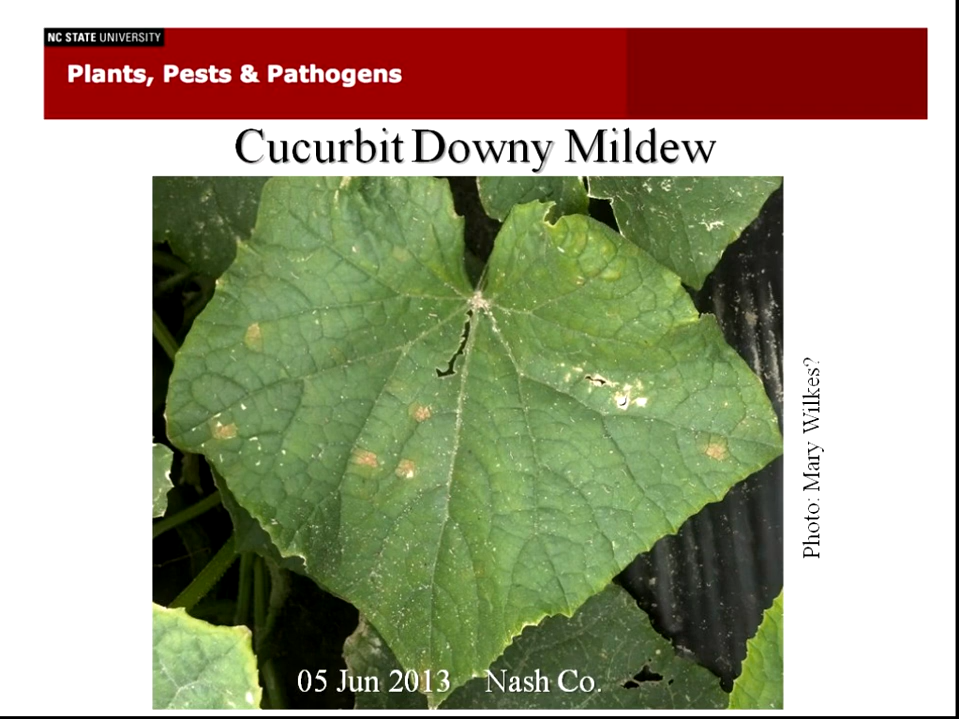 NC STATE UNIVERSITY
Plants, Pests & Pathogens
Cucurbit Downy Mildew
Photo: Mary Wilkes?
05 Jun 2013 Nash Co.